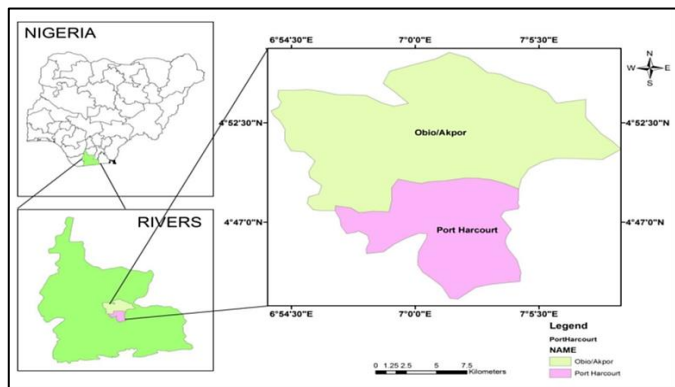 NIGERIA
RIVERS
6°54'30"E 7°0'0"E 7°5'30"E
N
W E
S
4°52'30"N 4°52'30"N
Obio/Akpor
4°47'0"N 4°47'0"N
Port Harcourt
6°54'30"E 7°0'0"E 7°5'30"E
Legend
PortHarcourt
NAME
Obio/Akpor
Port Harcourt
0 1.25 2.5 5 7.5
Kilometers